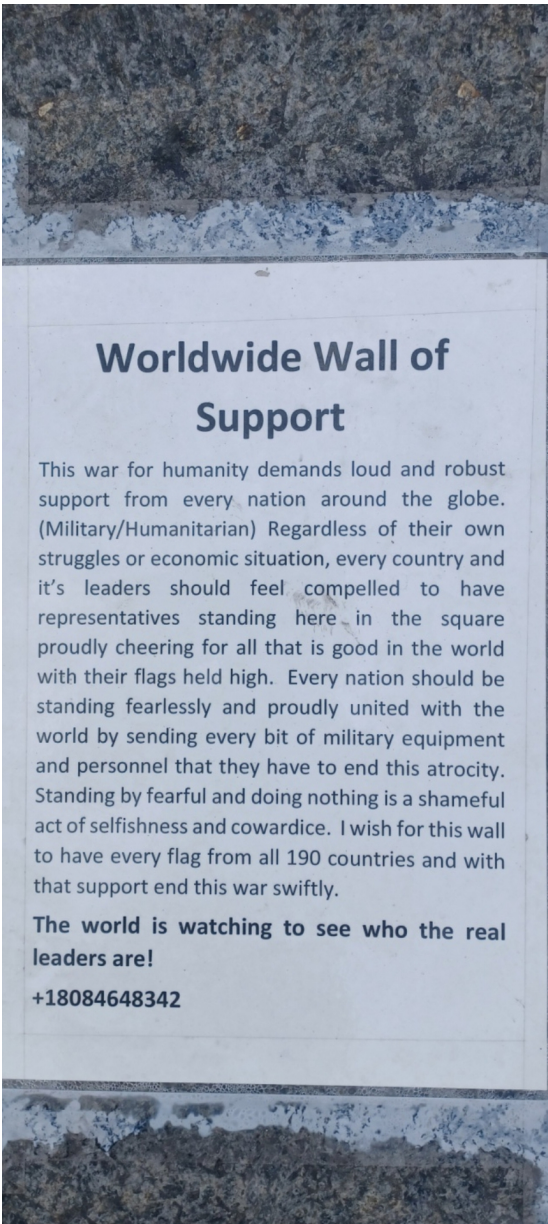 Worldwide Wall of
Support
This war for humanity demands loud and robust
support from every nation around the globe.
(Military/Humanitarian) Regardless of their own
struggles or economic situation, every country and
it's leaders should feel compelled to have
representatives standing here in the square
proudly cheering for all that is good in the world
with their flags held high. Every nation should be
standing fearlessly and proudly united with the
world by sending every bit of military equipment
and personnel that they have to end this atrocity.
Standing by fearful and doing nothing is a shameful
act of selfishness and cowardice. I wish for this wall
to have every flag from all 190 countries and with
that support end this war swiftly.
The world is watching to see who the real
leaders are!
+18084648342